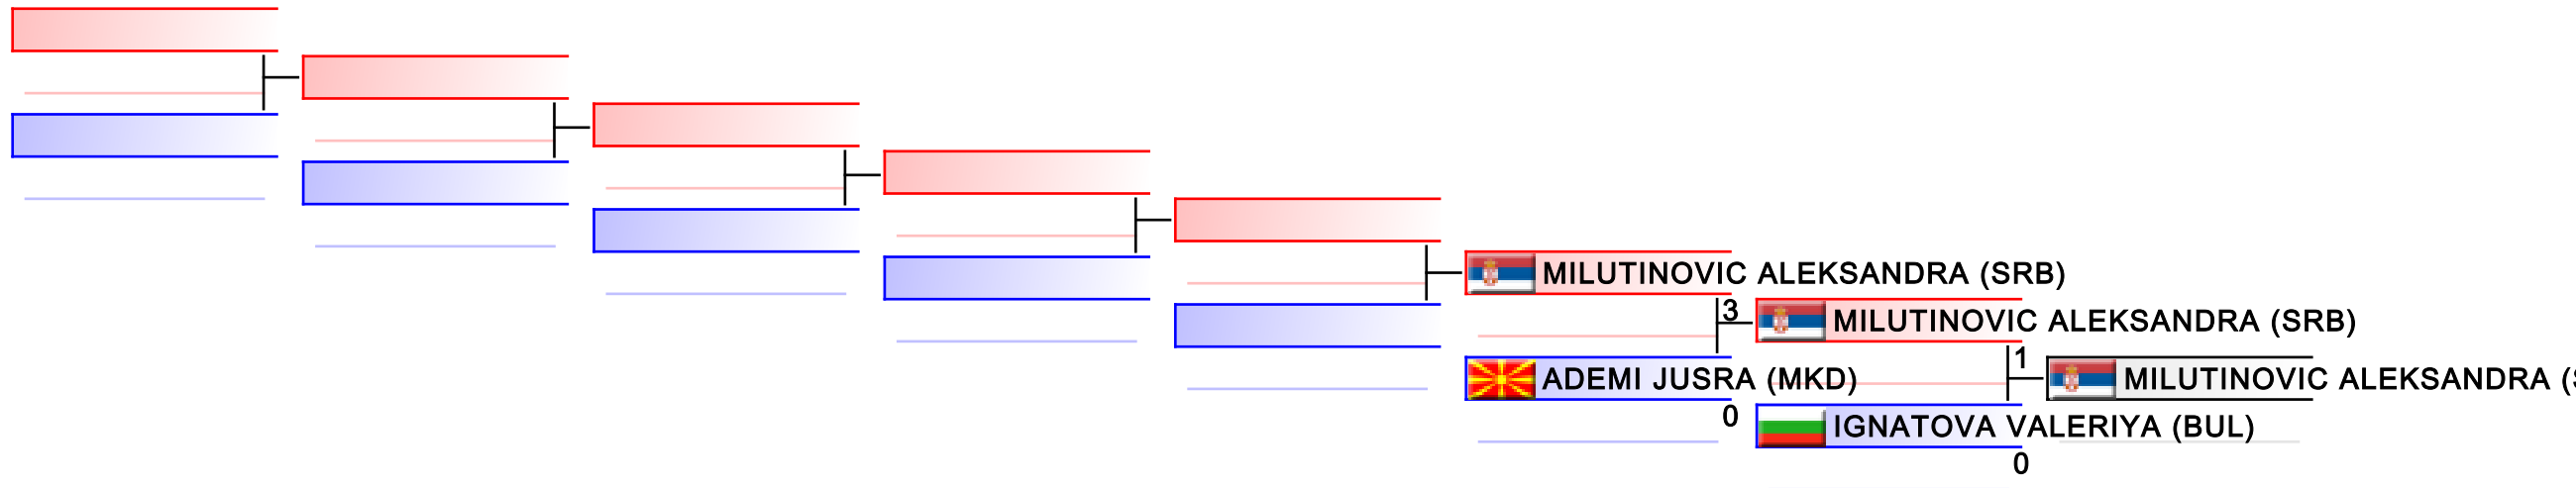 MILUTINOVIC ALEKSANDRA (SRB)
3
MILUTINOVIC ALEKSANDRA (SRB)
ADEMI JUSRA (MKD)
0
1
MILUTINOVIC ALEKSANDRA (
IGNATOVA VALERIYA (BUL)
0